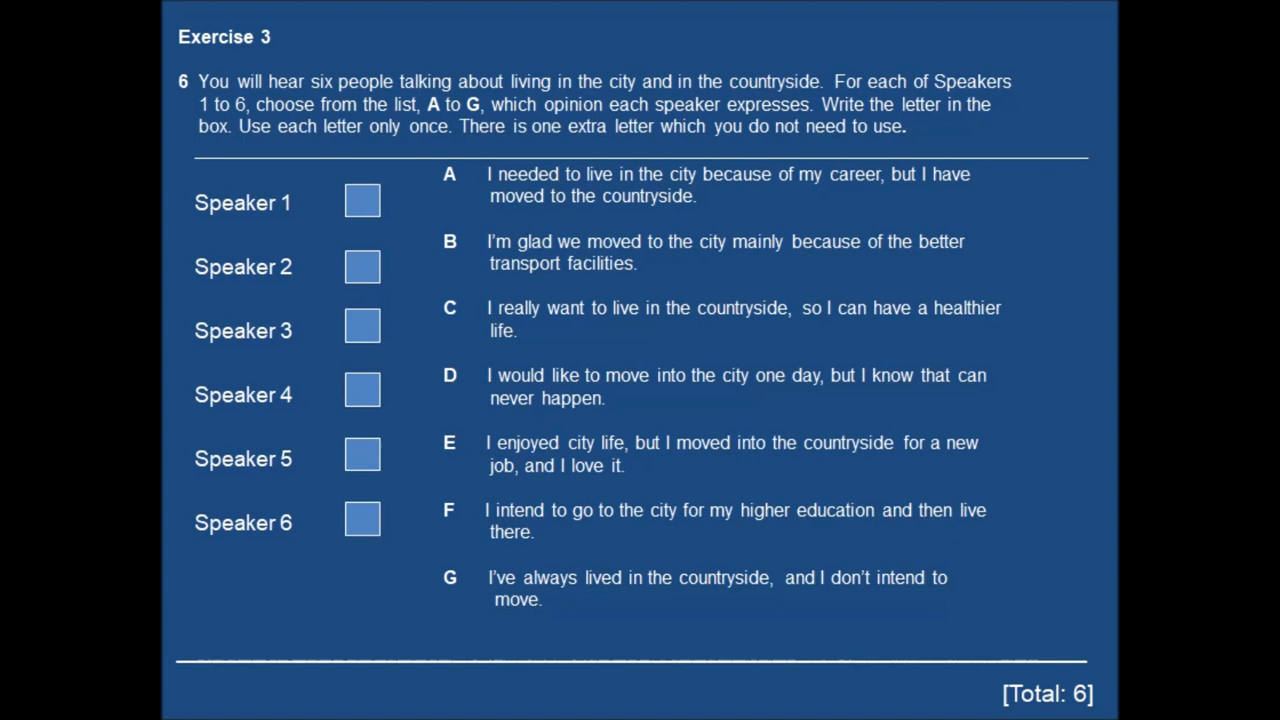 Exercise 3
6 You will hear six people talking about living in the city and in the countryside. For each of Speakers
1 to 6, choose from the list, A to G, which opinion each speaker expresses. Write the letter in the
box. Use each letter only once. There is one extra letter which you do not need to use.
Speaker 1
Speaker 2
Speaker 3
Speaker 4
Speaker 5
Speaker 6
A I needed to live in the city because of my career, but I have
moved to the countryside.
B I'm glad we moved to the city mainly because of the better
transport facilities.
C I really want to live in the countryside, so I can have a healthier
life.
D I would like to move into the city one day, but I know that can
never happen.
E I enjoyed city life, but I moved into the countryside for a new
job, and I love it.
F I intend to go to the city for my higher education and then live
there.
G I've always lived in the countryside, and I don't intend to
move.
[Total: 6]